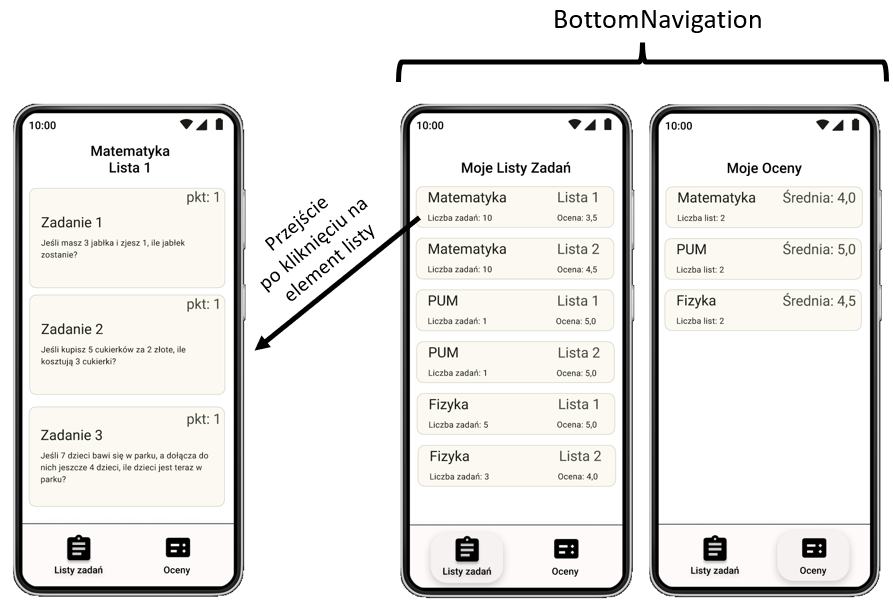 BottomNavigation
10:00
Matematyka
Lista 1
pkt: 1
Zadanie 1
Jeśli masz 3 jabłka i zjesz 1, ile jabłek
zostanie?
pkt: 1
Zadanie 2
Jeśli kupisz 5 cukierków za 2 złote, ile
kosztują 3 cukierki?
pkt: 1
Zadanie 3
Jeśli 7 dzieci bawi się w parku, a dołącza do
nich jeszcze 4 dzieci, ile dzieci jest teraz w
parku?
Listy zadań Oceny
Przejście
po kliknięciu na
element listy
10:00
Moje Listy Zadań
Matematyka Lista 1
Liczba zadań: 10 Ocena: 3,5
Matematyka Lista 2
Liczba zadań: 10 Ocena: 4,5
PUM Lista 1
Liczba zadań: 1 Ocena: 5,0
PUM Lista 2
Liczba zadań: 1 Ocena: 5,0
Fizyka Lista 1
Liczba zadań: 5 Ocena: 5,0
Fizyka Lista 2
Liczba zadań: 3 Ocena: 4,0
Listy zadań Oceny
10:00
Moje Oceny
Matematyka Średnia: 4,0
Liczba list: 2
PUM Średnia: 5,0
Liczba list: 2
Fizyka Średnia: 4,5
Liczba list: 2
Listy zadań Oceny